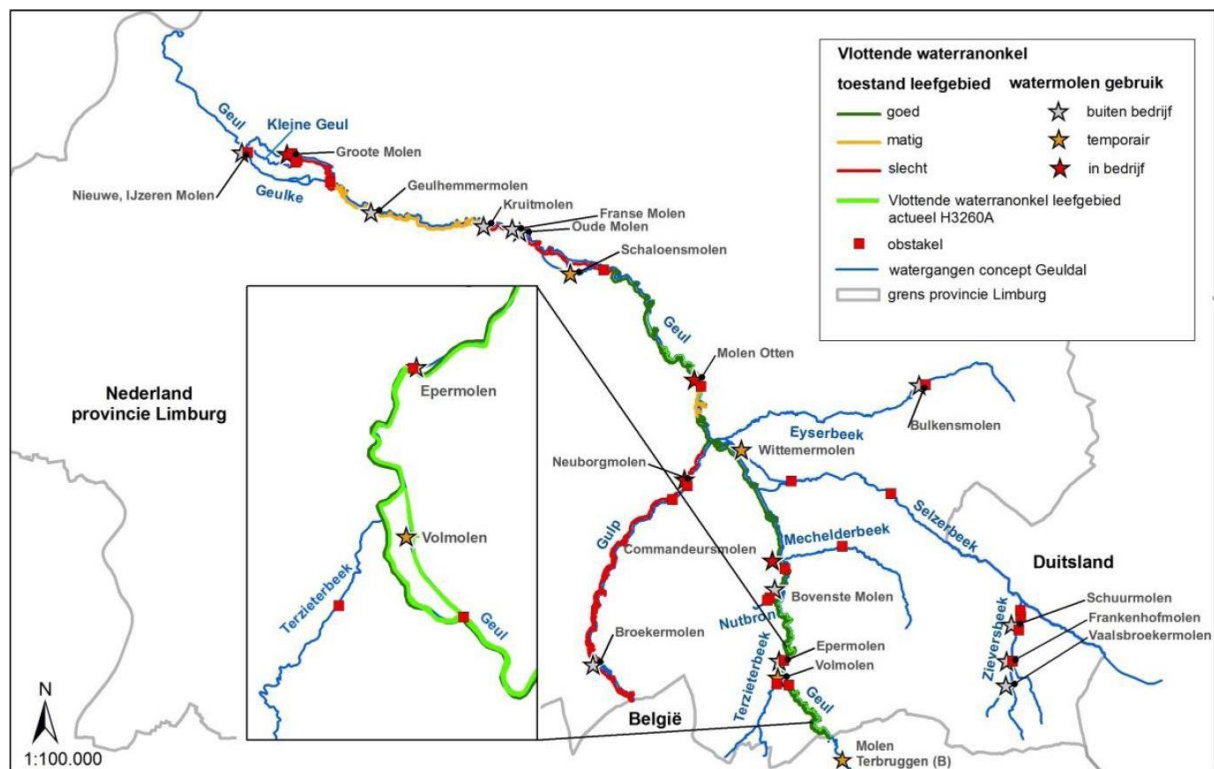 Vlottende waterranonkel
toestand leefgebied
watermolen gebruik
goed
buiten bedrijf
matig
temporair
slecht
in bedrijf
Vlottende waterranonkel leefgebied
actueel H3260A
obstakel
watergangen concept Geuldal
grens provincie Limburg
Geul
Kleine Geul
Groote Molen
Nieuwe, IJzeren Molen
Geulke
Geulhemmermolen
Kruitmolen
Franse Molen
Oude Molen
Schaloensmolen
Geul
Molen Otten
Nederland
provincie Limburg
Epermolen
Volmolen
Terzieterbeek
Geul
Bulkensmolen
Eyserbeek
Wittemermolen
Neuborgmolen
Selzerbeek
Gulp
Mechelderbeek
Commandeursmolen
Duitsland
Bovenste Molen
Nutbron
Schuurmolen
Frankenhofmolen
Vaalsbroekermolen
Zieversbeek
Broekermolen
Epermolen
Volmolen
Terzieterbeek
Geul
België
Molen
Terbruggen (B)
N
1:100.000